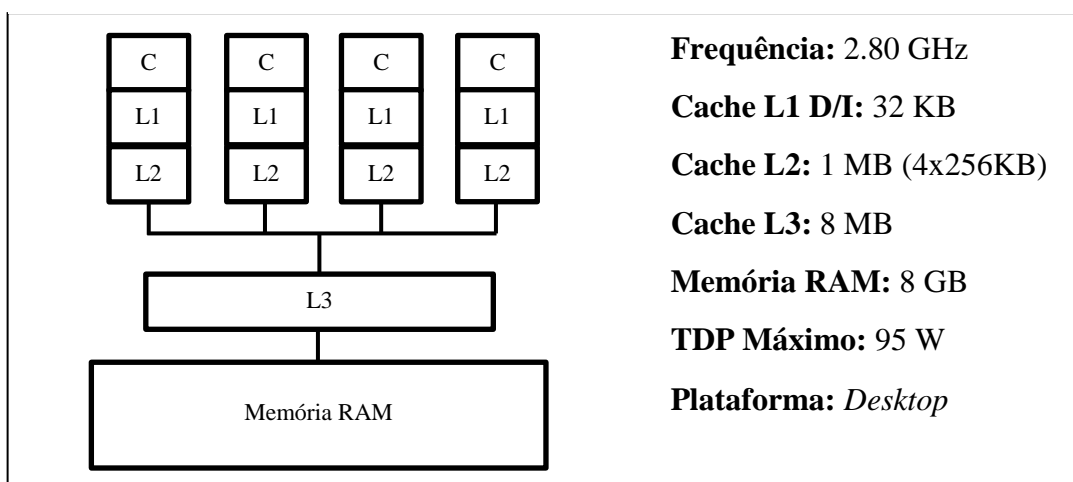 C C C C
L1 L1 L1 L1
L2 L2 L2 L2
L3
Memória RAM
Frequência: 2.80 GHz
Cache L1 D/I: 32 KB
Cache L2: 1 MB (4x256KB)
Cache L3: 8 MB
Memória RAM: 8 GB
TDP Máximo: 95 W
Plataforma: Desktop